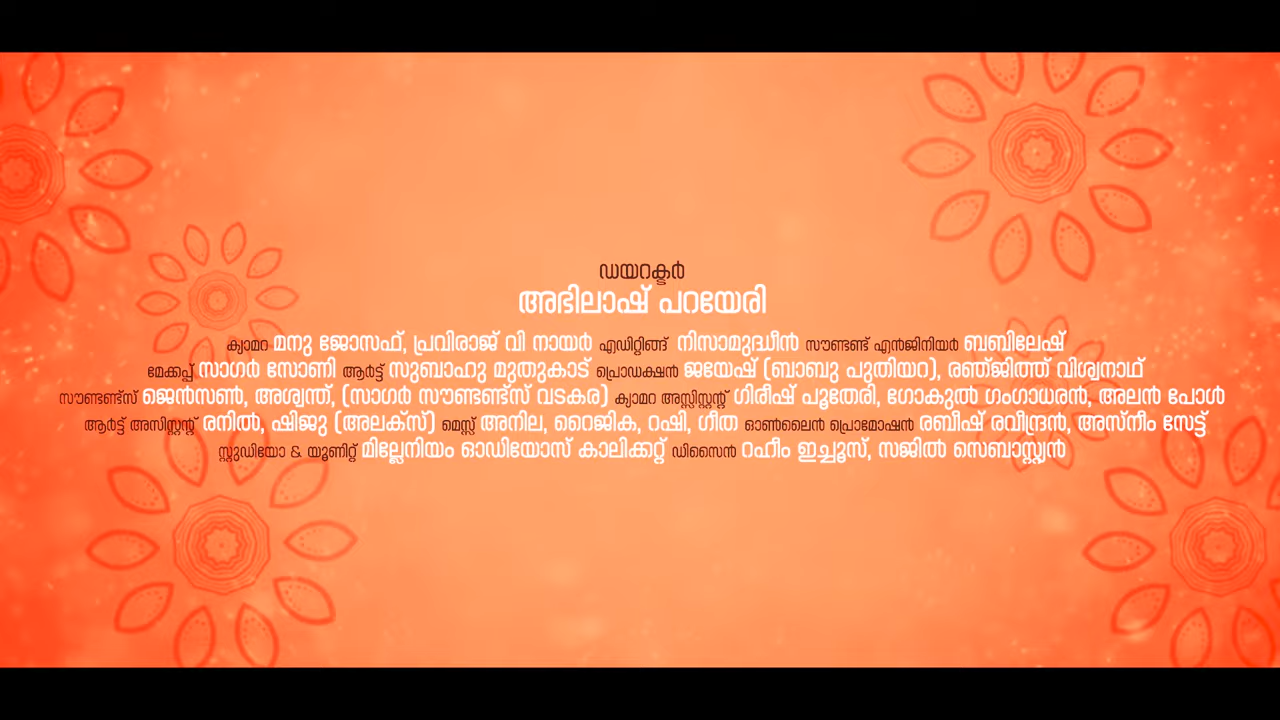 ഡയറക്ടർ
അഭിലാഷ് പറയേരി
ക്യാമറ മനു ജോസഫ്, പ്രവിരാജ് വി നായർ എഡിറ്റിങ്ങ് നിസാമുദ്ധീൻ സൗണ്ടണ്ട് എൻജിനിയർ ബബിലേഷ്
മേക്കപ്പ് സാഗർ സോണി ആർട്ട് സുബാഹു മുതുകാട് പ്രൊഡക്ഷൻ ജയേഷ് (ബാബു പുതിയറ), രഞ്ജിത്ത് വിശ്വനാഥ്
സൗണ്ടണ്ട്സ് ജെൻസൺ, അശ്വന്ത്, (സാഗർ സൗണ്ടണ്ട്സ് വടകര) ക്യാമറ അസ്സിസ്റ്റന്റ് ഗിരീഷ് പൂതേരി, ഗോകുൽ ഗംഗാധരൻ, അലൻ പോൾ
ആർട്ട് അസിസ്റ്റന്റ് രനിൽ, ഷിജു (അലക്സ്) മെസ്സ് അനില, റൈജിക, റഷി, ഗീത ഓൺലൈൻ പ്രൊമോഷൻ രബീഷ് രവീന്ദ്രൻ, അസ്നീം സേട്ട്
സ്റ്റുഡിയോ & യൂണിറ്റ് മില്ലേനിയം ഓഡിയോസ് കാലിക്കറ്റ് ഡിസൈൻ റഹീം ഇച്ചൂസ്, സജിൽ സെബാസ്റ്റ്യൻ